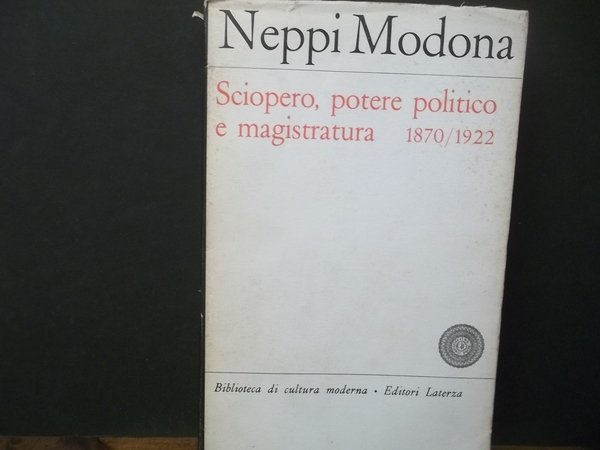 Neppi Modona
Sciopero, potere politico
e magistratura 1870/1922
Biblioteca di cultura moderna • Editori Laterza